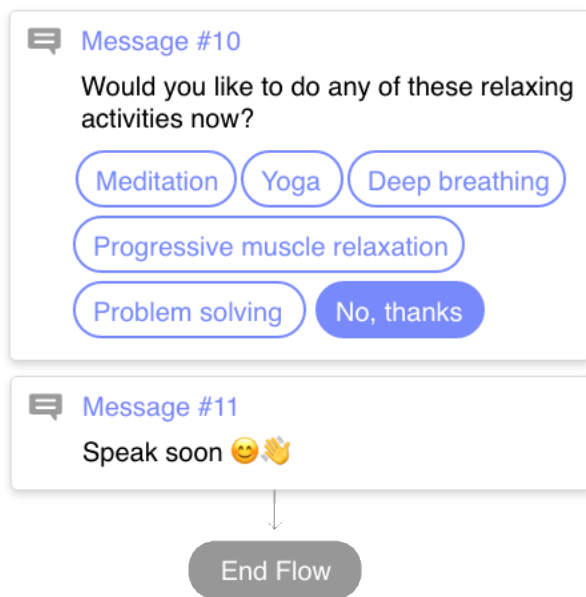 Message #10
Would you like to do any of these relaxing
activities now?
Meditation Yoga Deep breathing
Progressive muscle relaxation
Problem solving No, thanks
Message #11
Speak soon 😊👋
End Flow